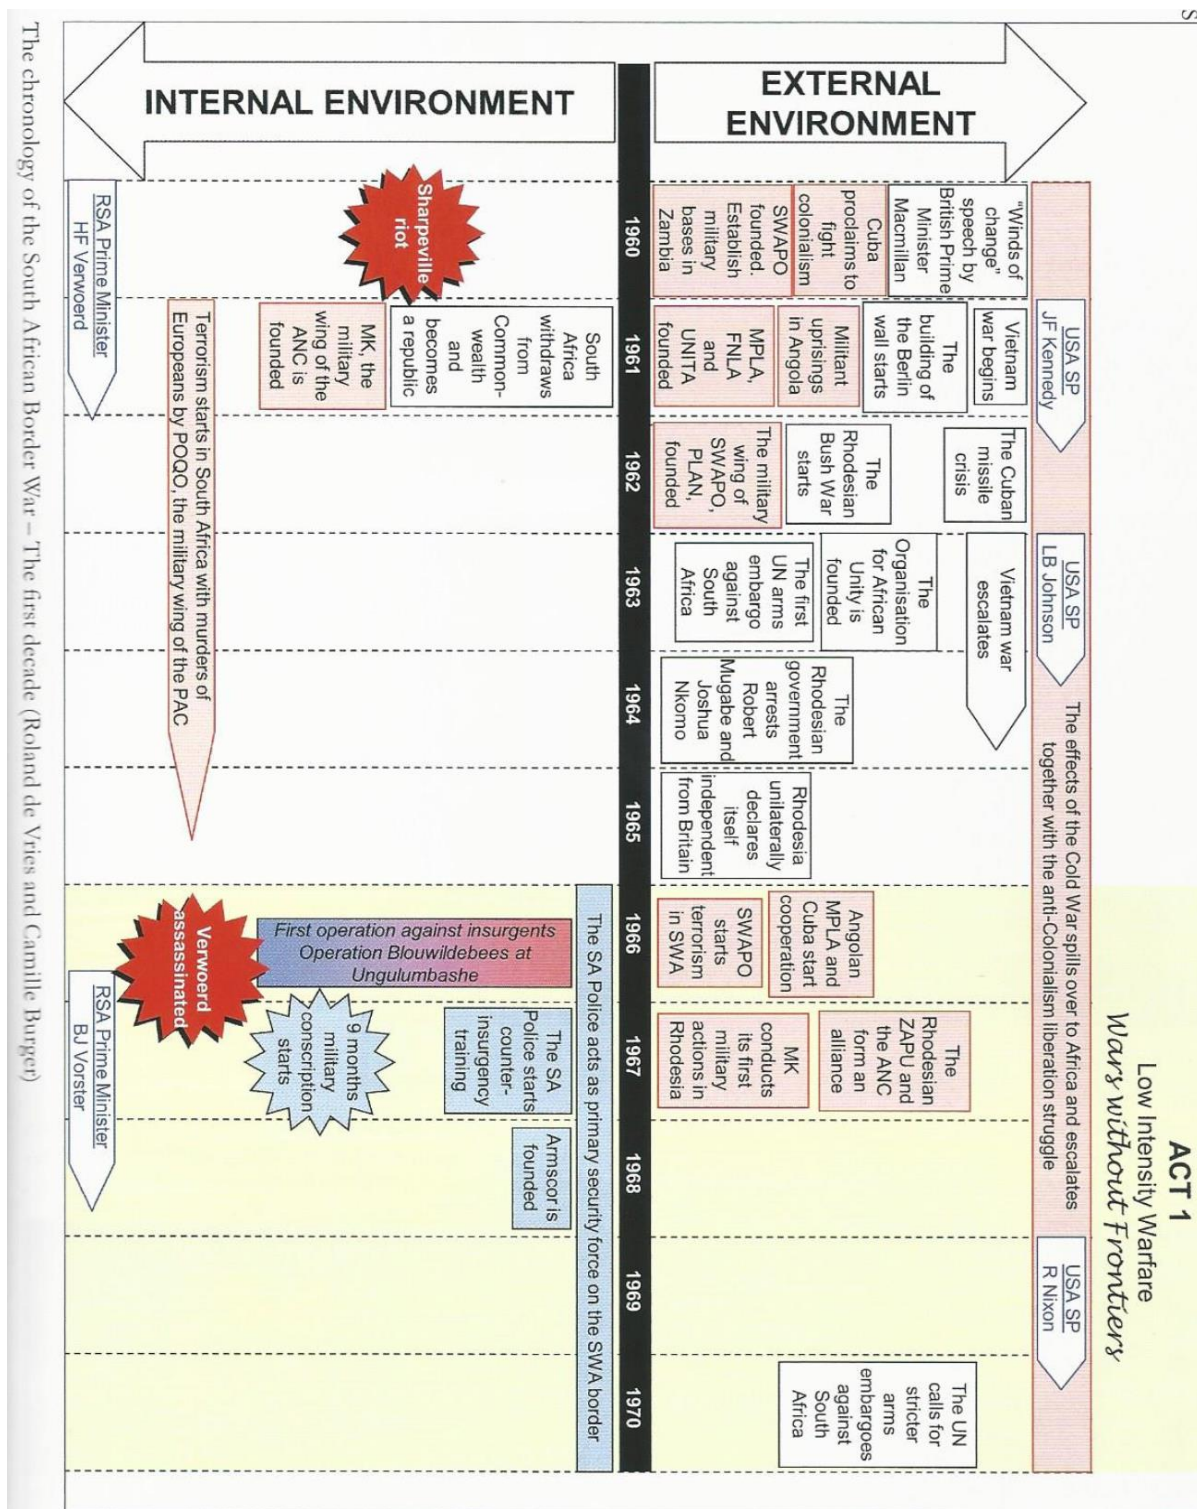 S
ACT 1
Low Intensity Warfare
Wars without Frontiers
USA SP
JF Kennedy
USA SP
LB Johnson
The effects of the Cold War spills over to Africa and escalates
together with the anti-Colonialism liberation struggle
USA SP
R Nixon
EXTERNAL
ENVIRONMENT
"Winds of
change"
speech by
British Prime
Minister
Macmillan
Cuba
proclaims to
fight
colonialism
SWAPO
founded.
Establish
military
bases in
Zambia
Vietnam
war begins
The
building of
the Berlin
wall starts
Militant
uprisings
in Angola
MPLA,
FNLA
and
UNITA
founded
The Cuban
missile
crisis
The
Rhodesian
Bush War
starts
The military
wing of
SWAPO,
PLAN,
founded
Vietnam war
escalates
The
Organisation
for African
Unity is
founded
The first
UN arms
embargo
against
South
Africa
The
Rhodesian
government
arrests
Robert
Mugabe and
Joshua
Nkomo
Rhodesia
unilaterally
declares
itself
independent
from Britain
Angolan
MPLA and
Cuba start
cooperation
SWAPO
starts
terrorism
in SWA
The
Rhodesian
ZAPU and
the ANC
form an
alliance
MK
conducts
its first
military
actions in
Rhodesia
The UN
calls for
stricter
arms
embargoes
against
South
Africa
1960
1961
1962
1963
1964
1965
1966
1967
1968
1969
1970
INTERNAL ENVIRONMENT
Sharpeville
riot
South
Africa
withdraws
from
Common-
wealth
and
becomes
a republic
MK, the
military
wing of the
ANC is
founded
Terrorism starts in South Africa with murders of
Europeans by POQO, the military wing of the PAC
The SA Police acts as primary security force on the SWA border
First operation against insurgents
Operation Blouwildebees at
Ungulumbashe
The SA
Police starts
counter-
insurgency
training
9 months
military
conscription
starts
Armscor is
founded
Verwoerd
assassinated
RSA Prime Minister
HF Verwoerd
RSA Prime Minister
BJ Vorster
The chronology of the South African Border War – The first decade (Roland de Vries and Camille Burger)